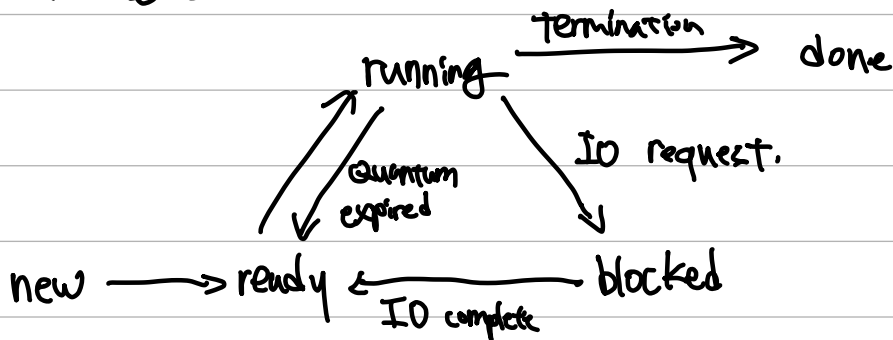 termination
running
done
IO request.
Quantum
expired
new
ready
blocked
IO complete